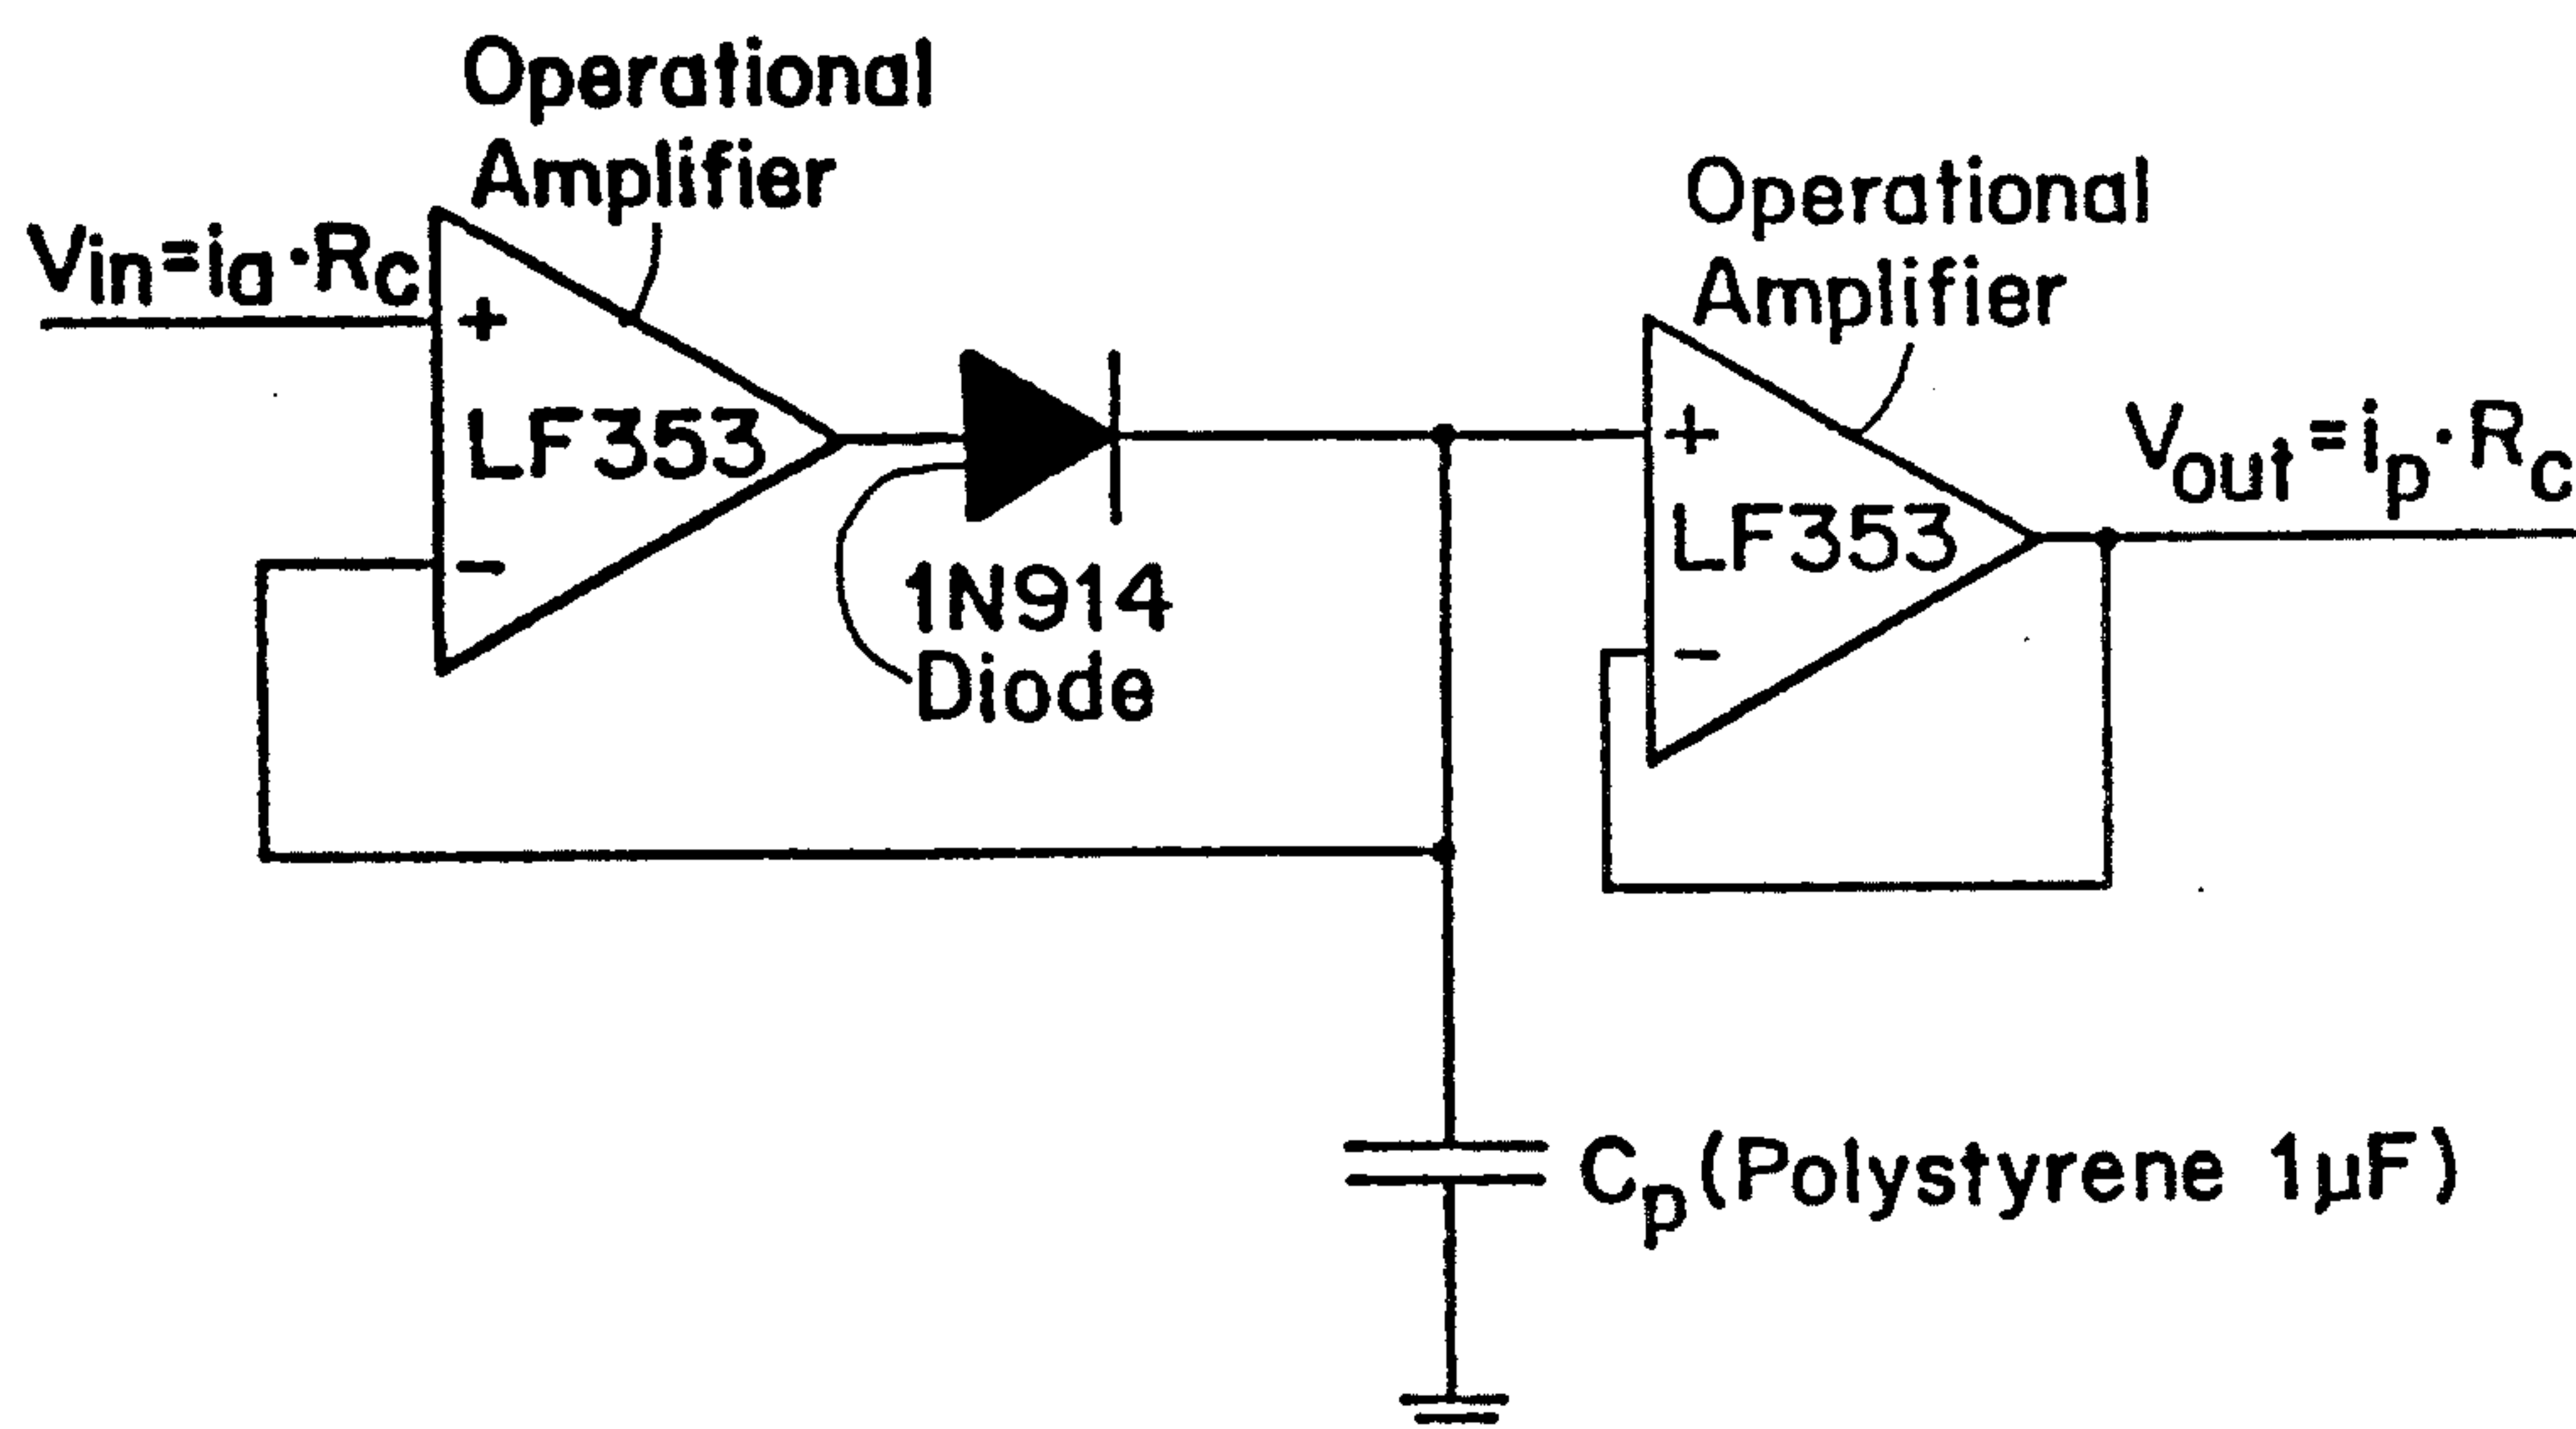 Operational
Amplifier
Vin=ia·Rc
+
LF353
−
1N914
Diode
Operational
Amplifier
+
LF353
−
Vout=ip·Rc
Cp(Polystyrene 1µF)